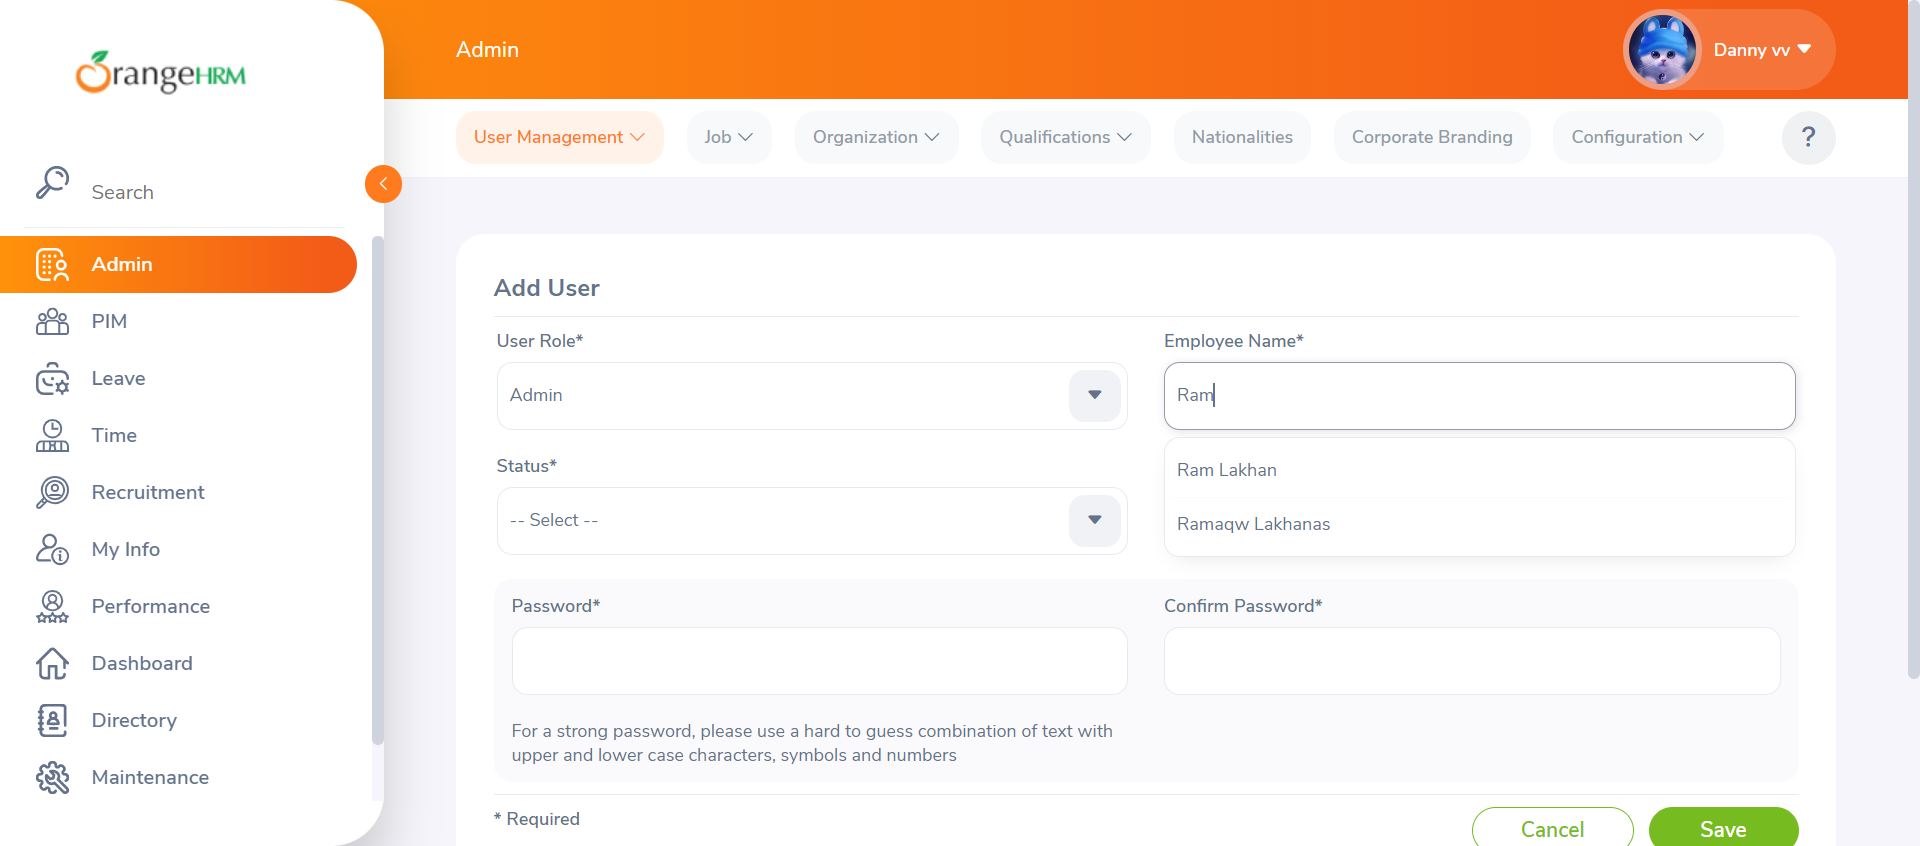 OrangeHRM
Search
Admin
PIM
Leave
Time
Recruitment
My Info
Performance
Dashboard
Directory
Maintenance
Admin
Danny vv
User Management
Job
Organization
Qualifications
Nationalities
Corporate Branding
Configuration
?
Add User
User Role*
Admin
Employee Name*
Ram
Ram Lakhan
Ramaqw Lakhanas
Status*
-- Select --
Password*
Confirm Password*
For a strong password, please use a hard to guess combination of text with
upper and lower case characters, symbols and numbers
* Required
Cancel
Save